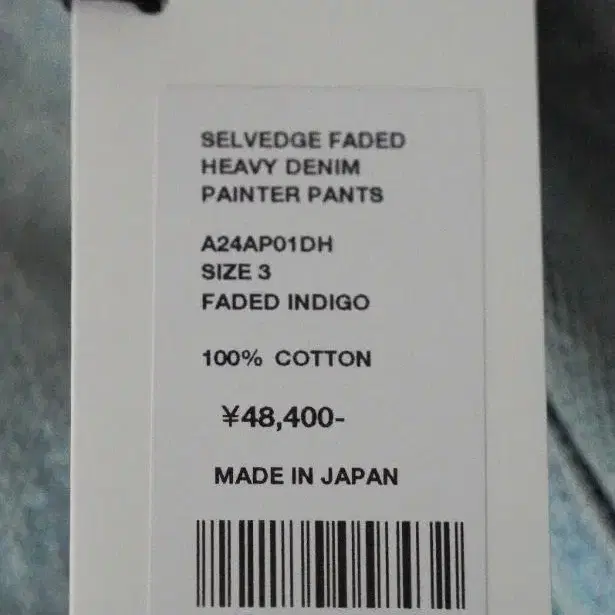 SELVEDGE FADED
HEAVY DENIM
PAINTER PANTS
A24AP01DH
SIZE 3
FADED INDIGO
100% COTTON
¥48,400-
MADE IN JAPAN